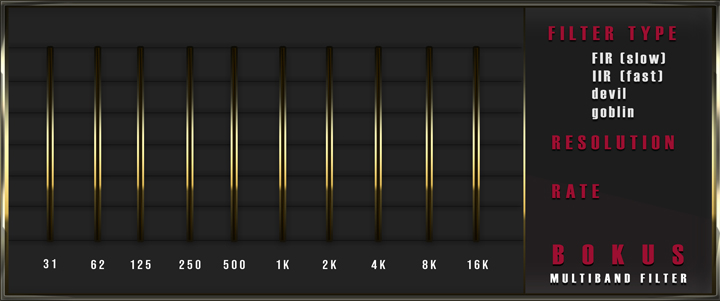 FILTER TYPE
FIR (slow)
IIR (fast)
devil
goblin
RESOLUTION
RATE
31 62 125 250 500 1K 2K 4K 8K 16K
BOKUS
MULTIBAND FILTER